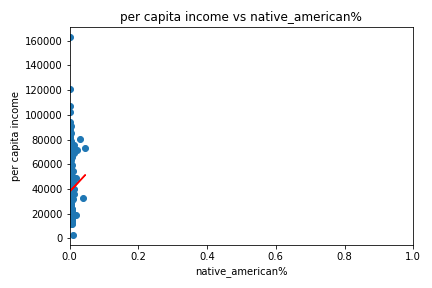 per capita income vs native_american%
160000
140000
120000
100000
80000
60000
40000
20000
0
per capita income
0.0 0.2 0.4 0.6 0.8 1.0
native_american%